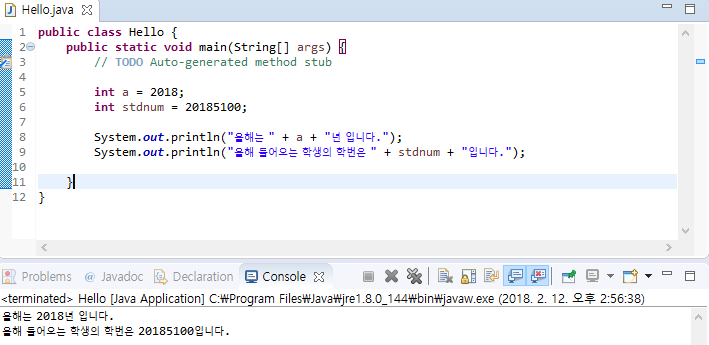 Hello.java
1 public class Hello {
2 public static void main(String[] args) {
3 // TODO Auto-generated method stub
4
5 int a = 2018;
6 int stdnum = 20185100;
7
8 System.out.println("올해는 " + a + "년 입니다.");
9 System.out.println("올해 들어오는 학생의 학번은 " + stdnum + "입니다.");
10
11 }
12 }
Problems @ Javadoc Declaration Console
<terminated> Hello [Java Application] C:₩Program Files₩Java₩jre1.8.0_144₩bin₩javaw.exe (2018. 2. 12. 오후 2:56:38)
올해는 2018년 입니다.
올해 들어오는 학생의 학번은 20185100입니다.